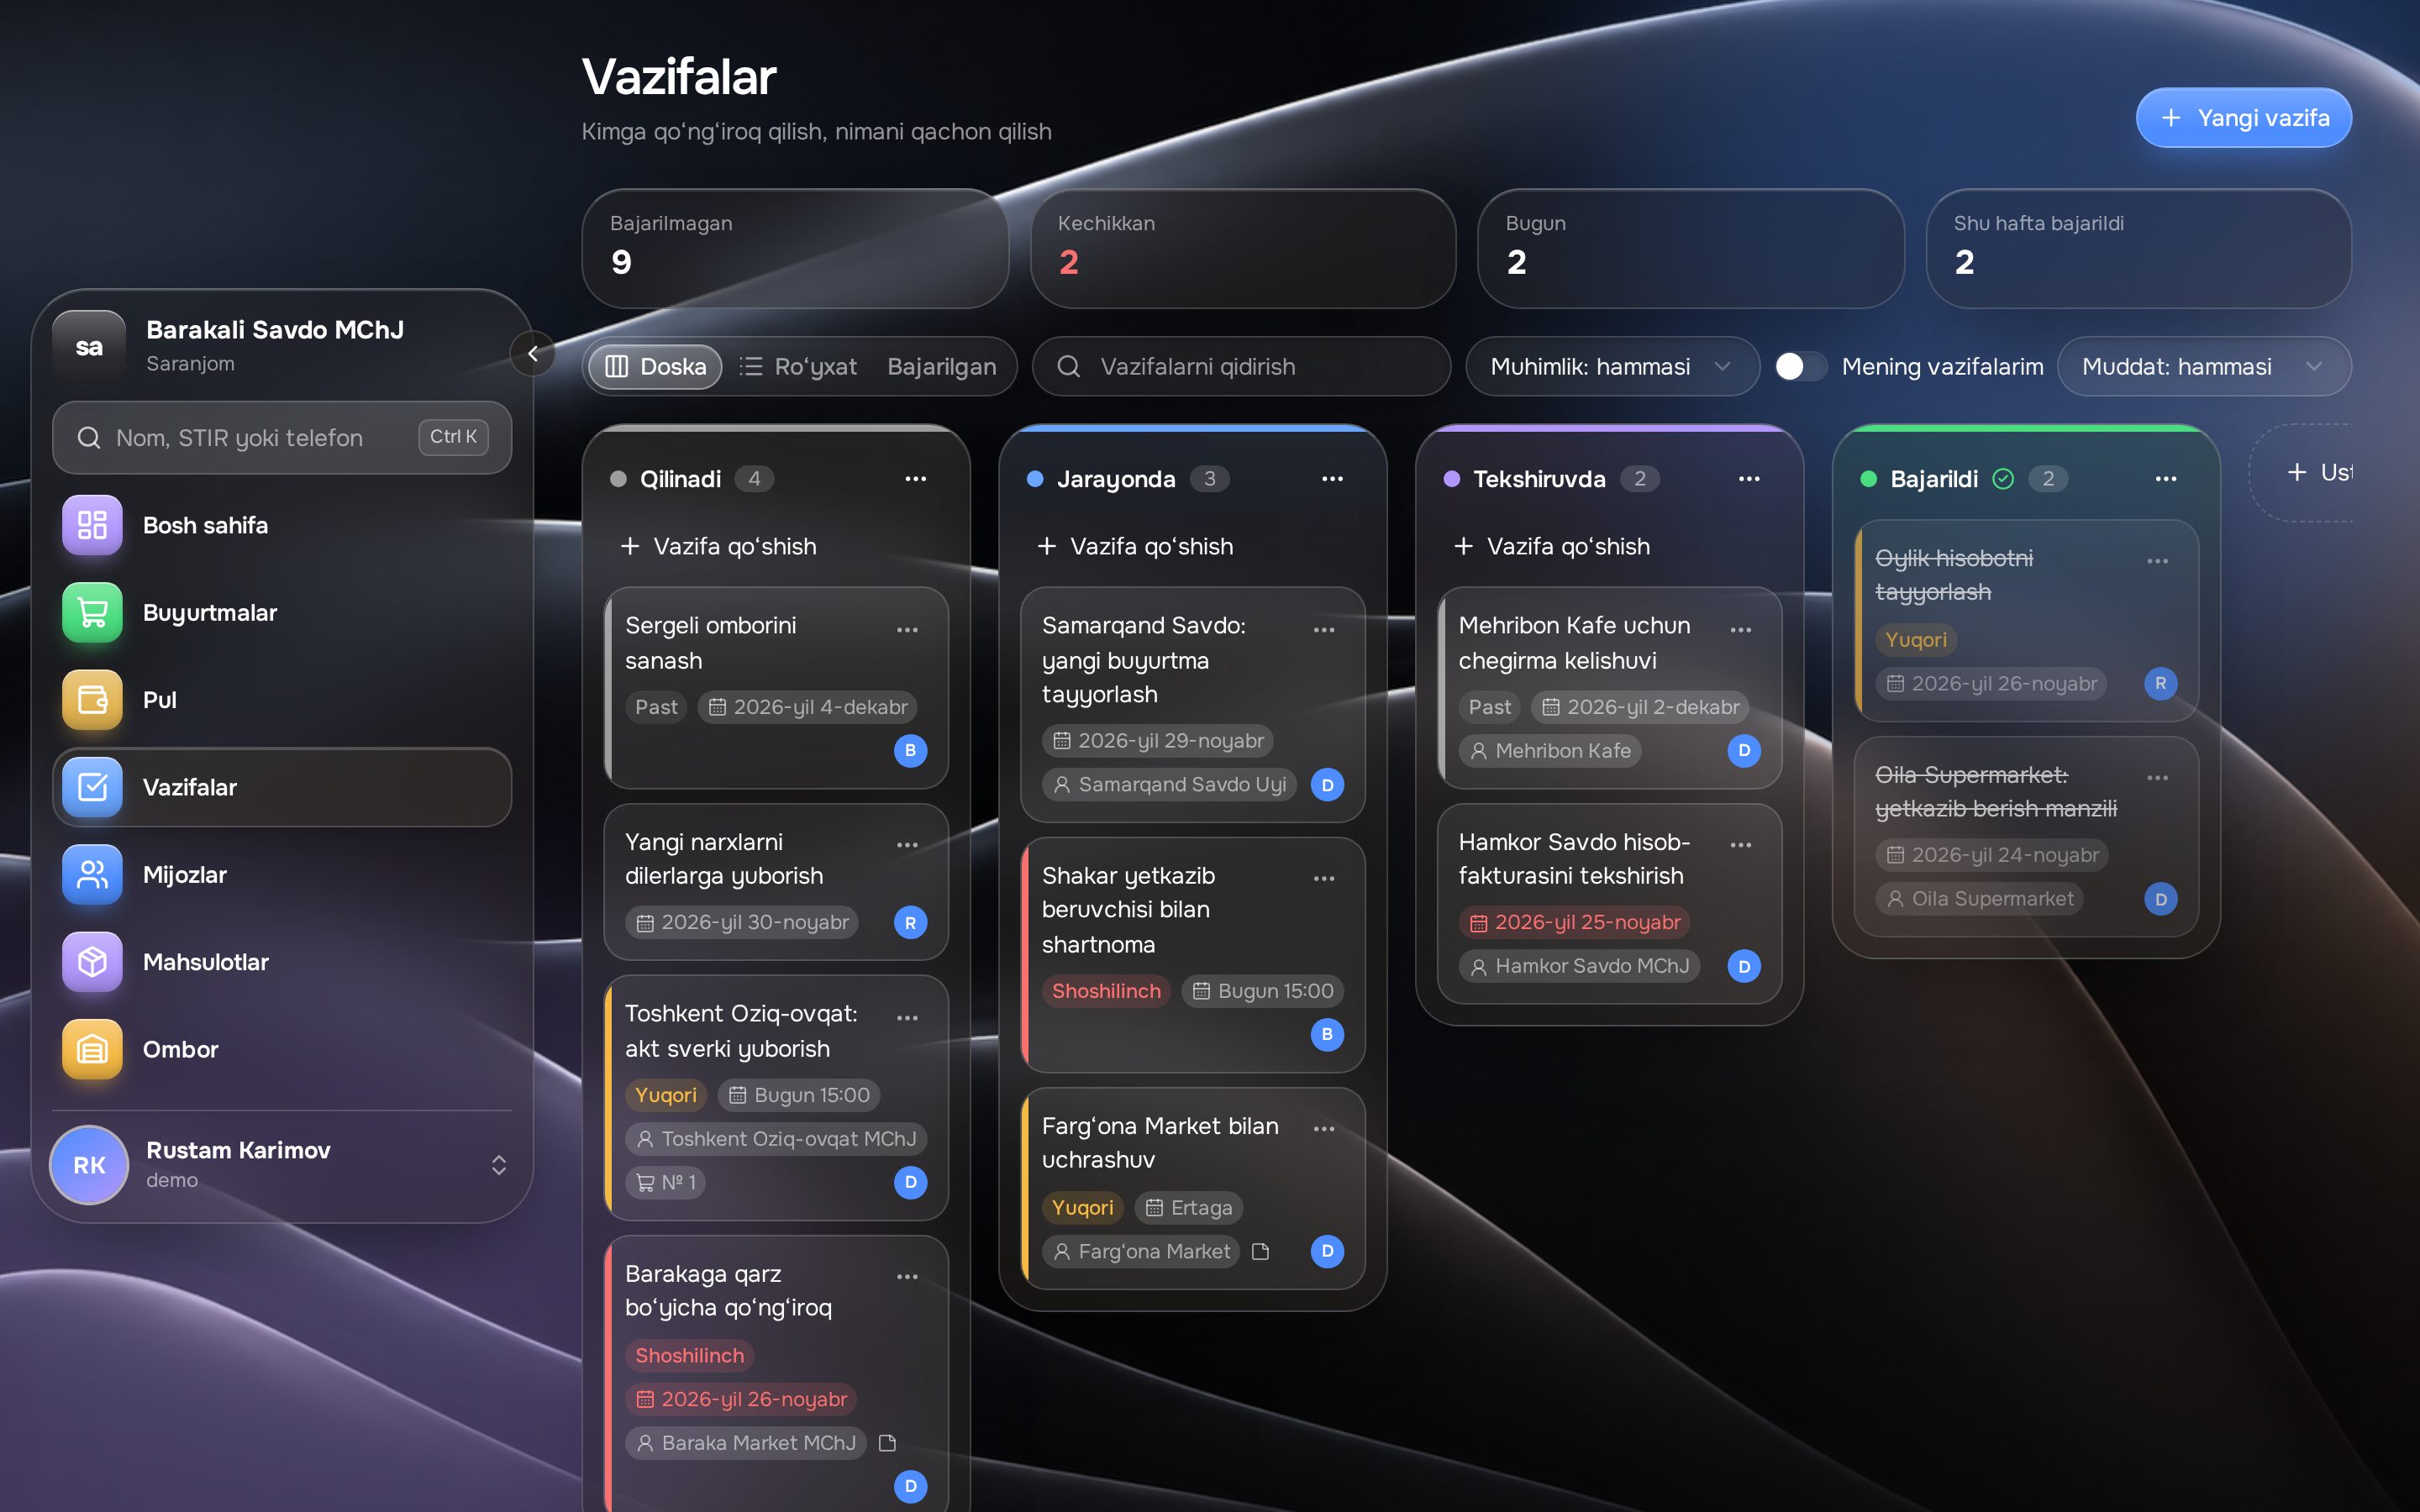 Vazifalar
Kimga qo‘ng‘iroq qilish, nimani qachon qilish
Yangi vazifa
Bajarilmagan
9
Kechikkan
2
Bugun
2
Shu hafta bajarildi
2
sa
Barakali Savdo MChJ
Saranjom
Nom, STIR yoki telefon
Ctrl K
Bosh sahifa
Buyurtmalar
Pul
Vazifalar
Mijozlar
Mahsulotlar
Ombor
RK
Rustam Karimov
demo
Doska
Ro‘yxat
Bajarilgan
Vazifalarni qidirish
Muhimlik: hammasi
Mening vazifalarim
Muddat: hammasi
Qilinadi 4
Vazifa qo‘shish
Sergeli omborini
sanash
Past
2026-yil 4-dekabr
B
Yangi narxlarni
dilerlarga yuborish
2026-yil 30-noyabr
R
Toshkent Oziq-ovqat:
akt sverki yuborish
Yuqori
Bugun 15:00
Toshkent Oziq-ovqat MChJ
№ 1
D
Barakaga qarz
bo‘yicha qo‘ng‘iroq
Shoshilinch
2026-yil 26-noyabr
Baraka Market MChJ
D
Jarayonda 3
Vazifa qo‘shish
Samarqand Savdo:
yangi buyurtma
tayyorlash
2026-yil 29-noyabr
Samarqand Savdo Uyi
D
Shakar yetkazib
beruvchisi bilan
shartnoma
Shoshilinch
Bugun 15:00
B
Farg‘ona Market bilan
uchrashuv
Yuqori
Ertaga
Farg‘ona Market
D
Tekshiruvda 2
Vazifa qo‘shish
Mehribon Kafe uchun
chegirma kelishuvi
Past
2026-yil 2-dekabr
Mehribon Kafe
D
Hamkor Savdo hisob-
fakturasini tekshirish
2026-yil 25-noyabr
Hamkor Savdo MChJ
D
Bajarildi 2
Oylik hisobotni
tayyorlash
Yuqori
2026-yil 26-noyabr
R
Oila Supermarket:
yetkazib berish manzili
2026-yil 24-noyabr
Oila Supermarket
D